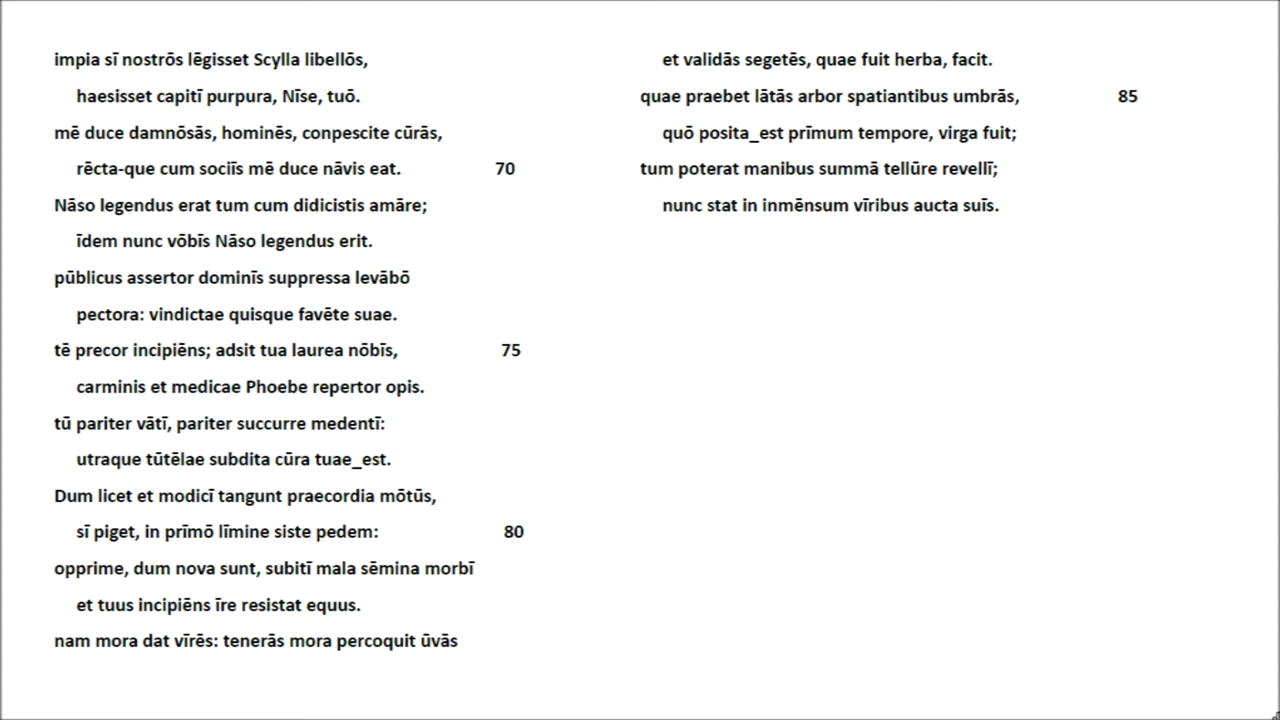 impia sī nostrōs lēgisset Scylla libellōs,
haesisset capitī purpura, Nīse, tuō.
mē duce damnōsās, hominēs, conpescite cūrās,
rēcta-que cum sociīs mē duce nāvis eat. 70
Nāso legendus erat tum cum didicistis amāre;
īdem nunc vōbīs Nāso legendus erit.
pūblicus assertor dominīs suppressa levābō
pectora: vindictae quisque favēte suae.
tē precor incipiēns; adsit tua laurea nōbīs, 75
carminis et medicae Phoebe repertor opis.
tū pariter vātī, pariter succurre medentī:
utraque tūtēlae subdita cūra tuae_est.
Dum licet et modicī tangunt praecordia mōtūs,
sī piget, in prīmō līmine siste pedem: 80
opprime, dum nova sunt, subitī mala sēmina morbī
et tuus incipiēns īre resistat equus.
nam mora dat vīrēs: tenerās mora percoquit ūvās
et validās segetēs, quae fuit herba, facit.
quae praebet lātās arbor spatiantibus umbrās, 85
quō posita_est prīmum tempore, virga fuit;
tum poterat manibus summā tellūre revellī;
nunc stat in inmēnsum vīribus aucta suīs.